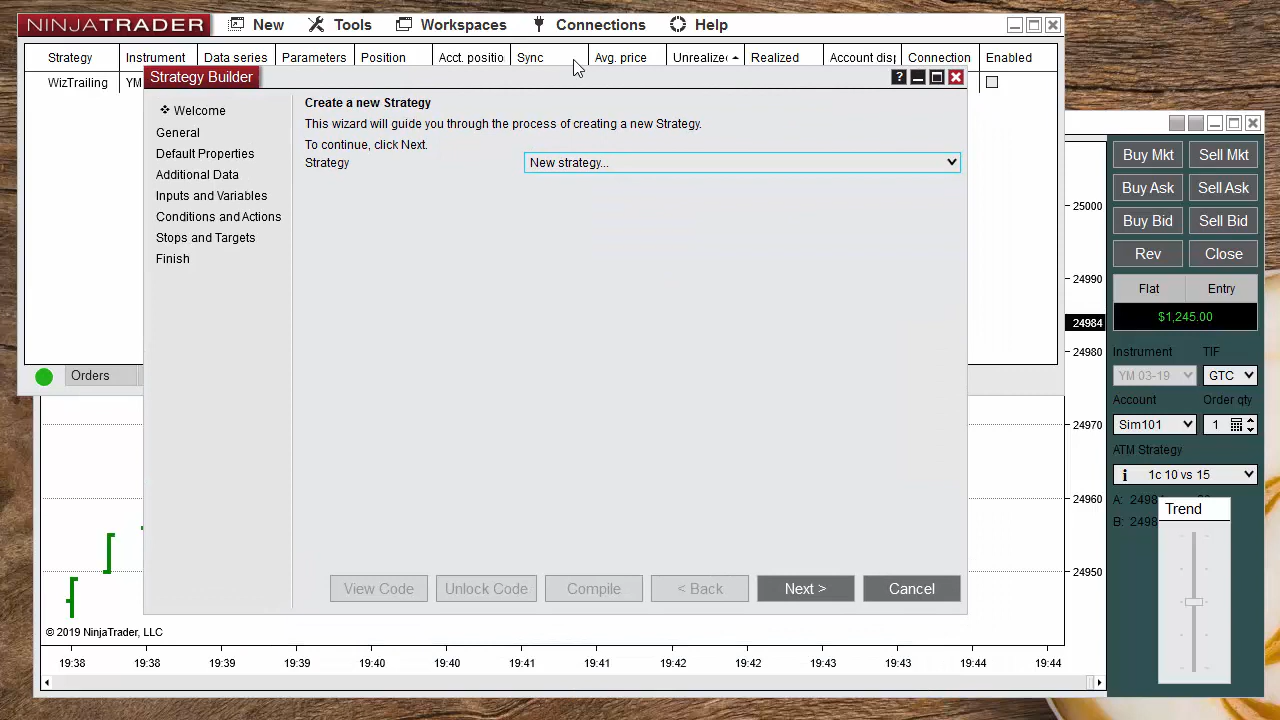 NINJATRADER New Tools Workspaces Connections Help
Strategy Instrument Data series Parameters Position Acct. positio Sync Avg. price Unrealize Realized Account disp Connection Enabled
WizTrailing YM
Strategy Builder
Welcome
General
Default Properties
Additional Data
Inputs and Variables
Conditions and Actions
Stops and Targets
Finish
Create a new Strategy
This wizard will guide you through the process of creating a new Strategy.
To continue, click Next.
Strategy New strategy...
View Code Unlock Code Compile < Back Next > Cancel
Orders
25000
24990
24984
24980
24970
24960
24950
Buy Mkt Sell Mkt
Buy Ask Sell Ask
Buy Bid Sell Bid
Rev Close
Flat Entry
$1,245.00
Instrument TIF
YM 03-19 GTC
Account Order qty
Sim101 1
ATM Strategy
i 1c 10 vs 15
A: 2498
B: 2498
Trend
© 2019 NinjaTrader, LLC
19:38 19:38 19:39 19:39 19:40 19:40 19:41 19:41 19:42 19:42 19:43 19:43 19:44 19:44